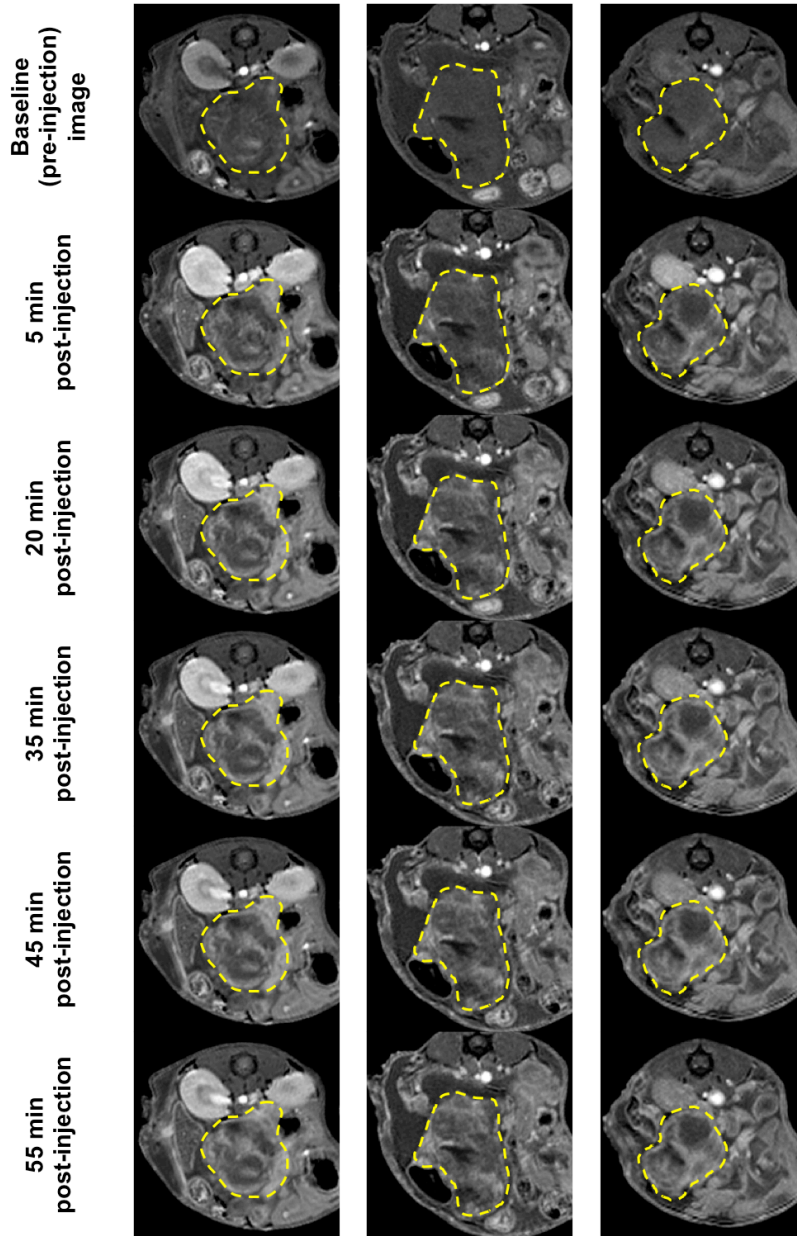 Baseline
(pre-injection)
image
5 min
post-injection
20 min
post-injection
35 min
post-injection
45 min
post-injection
55 min
post-injection